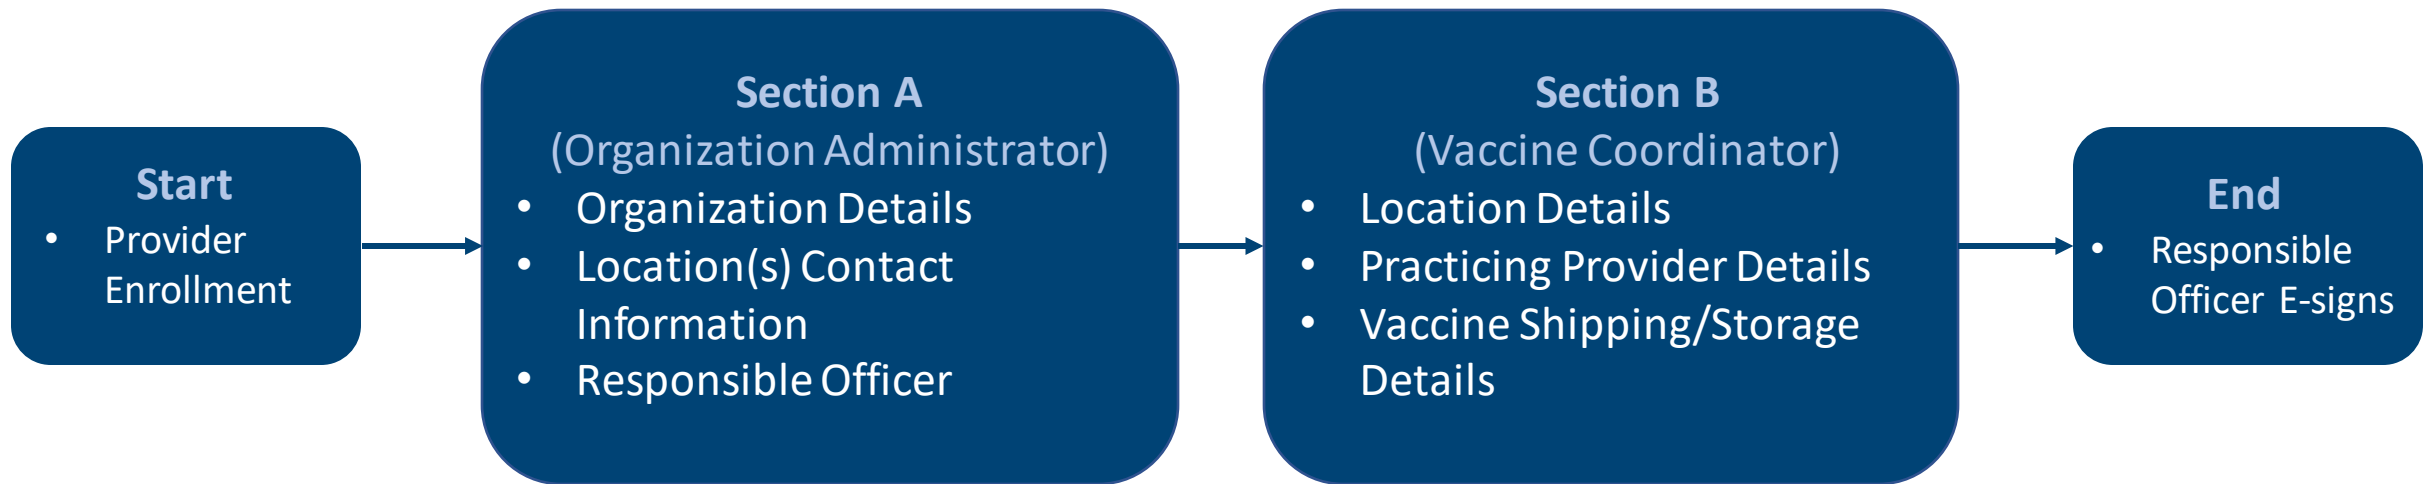 Start
• Provider
Enrollment
Section A
(Organization Administrator)
• Organization Details
• Location(s) Contact
Information
• Responsible Officer
Section B
(Vaccine Coordinator)
• Location Details
• Practicing Provider Details
• Vaccine Shipping/Storage
Details
End
• Responsible
Officer E-signs